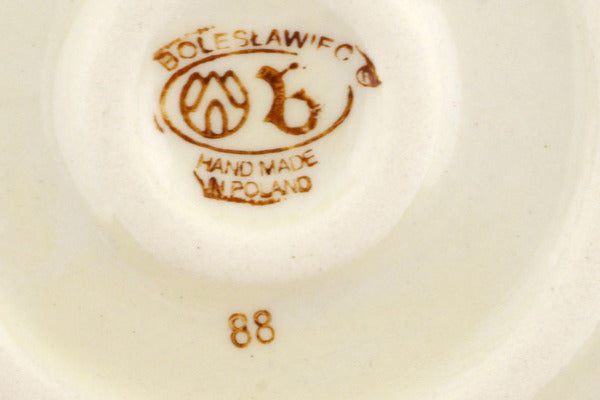 BOLESŁAWIEC
b
HAND MADE
IN POLAND
88